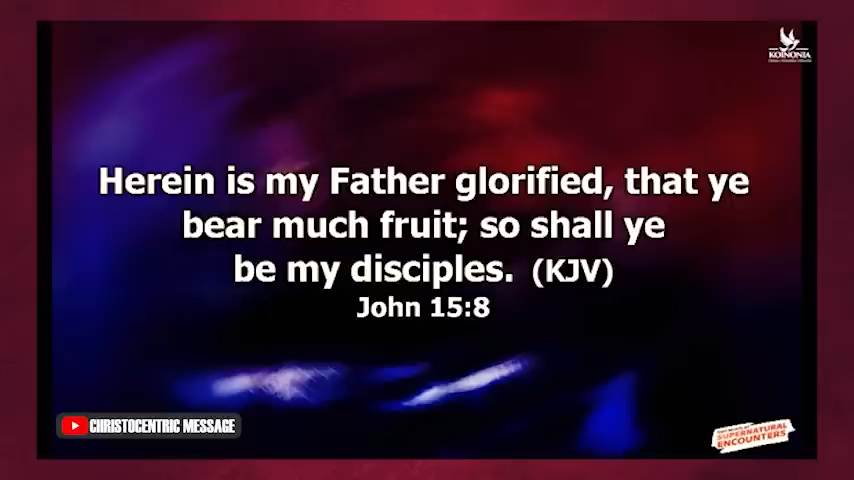 KOINONIA
Herein is my Father glorified, that ye
bear much fruit; so shall ye
be my disciples. (KJV)
John 15:8
CHRISTOCENTRIC MESSAGE
SUPERNATURAL
ENCOUNTERS